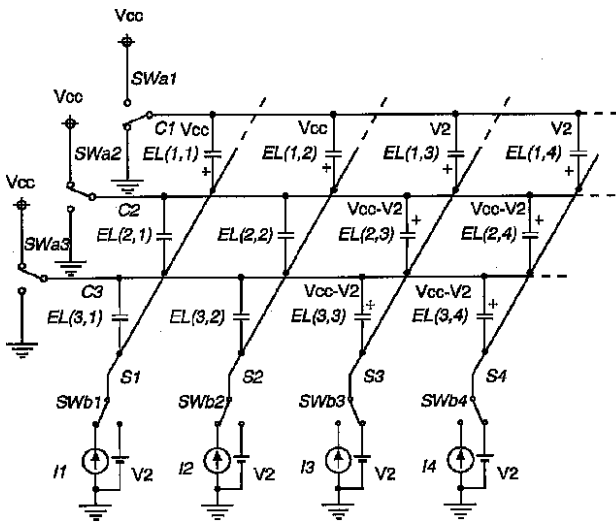 Vcc
SWa1
Vcc
C1 Vcc Vcc V2 V2
SWa2
EL(1,1) + EL(1,2) + EL(1,3) + EL(1,4) +
Vcc
C2 Vcc-V2 + Vcc-V2 +
EL(2,1) EL(2,2) EL(2,3) EL(2,4)
SWa3
C3 Vcc-V2 + Vcc-V2 +
EL(3,1) EL(3,2) EL(3,3) EL(3,4)
S1 S2 S3 S4
SWb1 SWb2 SWb3 SWb4
I1 V2 I2 V2 I3 V2 I4 V2